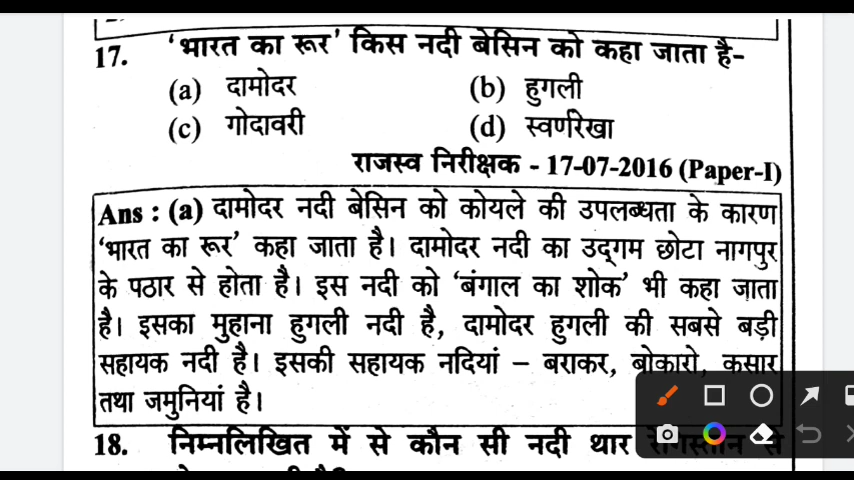 17. 'भारत का रूर' किस नदी बेसिन को कहा जाता है-
(a) दामोदर (b) हुगली
(c) गोदावरी (d) स्वर्णरेखा
राजस्व निरीक्षक - 17-07-2016 (Paper-I)
Ans : (a) दामोदर नदी बेसिन को कोयले की उपलब्धता के कारण
'भारत का रूर' कहा जाता है। दामोदर नदी का उद्‌गम छोटा नागपुर
के पठार से होता है। इस नदी को 'बंगाल का शोक' भी कहा जाता
है। इसका मुहाना हुगली नदी है, दामोदर हुगली की सबसे बड़ी
सहायक नदी है। इसकी सहायक नदियां – बराकर, बोकारो, कसार
तथा जमुनियां है।
18. निम्नलिखित में से कौन सी नदी थार रेगिस्तान से